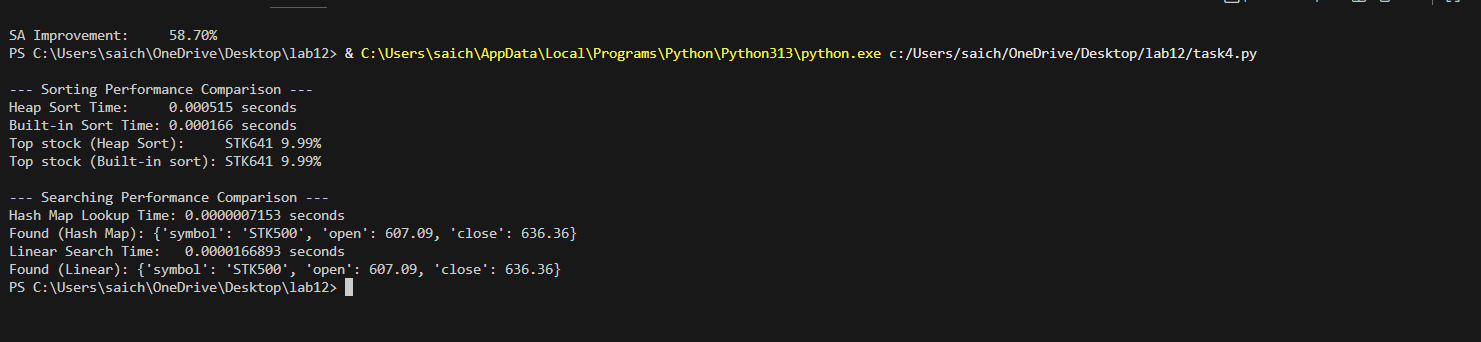 SA Improvement:     58.70%
PS C:\Users\saich\OneDrive\Desktop\lab12> & C:\Users\saich\AppData\Local\Programs\Python\Python313\python.exe c:/Users/saich/OneDrive/Desktop/lab12/task4.py
--- Sorting Performance Comparison ---
Heap Sort Time:     0.000515 seconds
Built-in Sort Time: 0.000166 seconds
Top stock (Heap Sort):     STK641 9.99%
Top stock (Built-in sort): STK641 9.99%
--- Searching Performance Comparison ---
Hash Map Lookup Time: 0.0000007153 seconds
Found (Hash Map): {'symbol': 'STK500', 'open': 607.09, 'close': 636.36}
Linear Search Time:   0.0000166893 seconds
Found (Linear): {'symbol': 'STK500', 'open': 607.09, 'close': 636.36}
PS C:\Users\saich\OneDrive\Desktop\lab12>